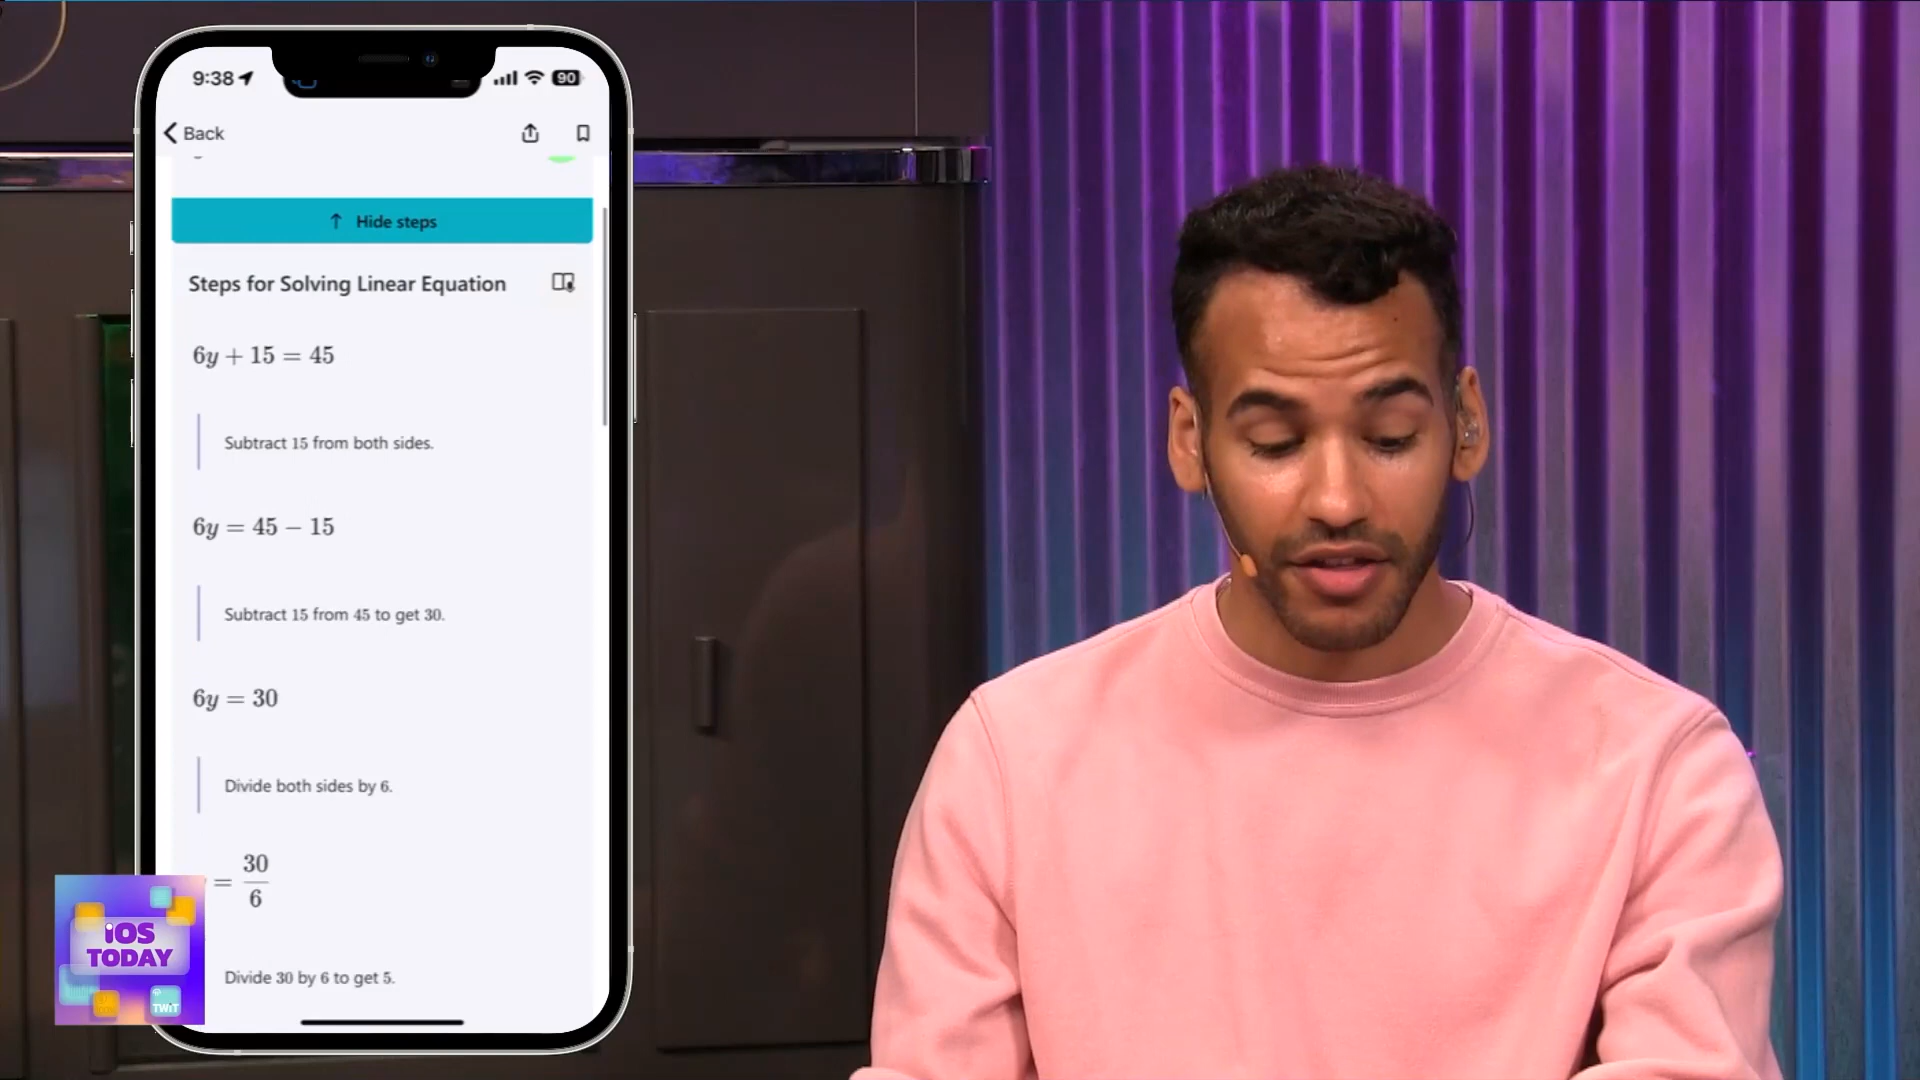 9:38
90
Back
Hide steps
Steps for Solving Linear Equation
6y + 15 = 45
Subtract 15 from both sides.
6y = 45 − 15
Subtract 15 from 45 to get 30.
6y = 30
Divide both sides by 6.
= 30/6
Divide 30 by 6 to get 5.
iOS
TODAY
TWiT